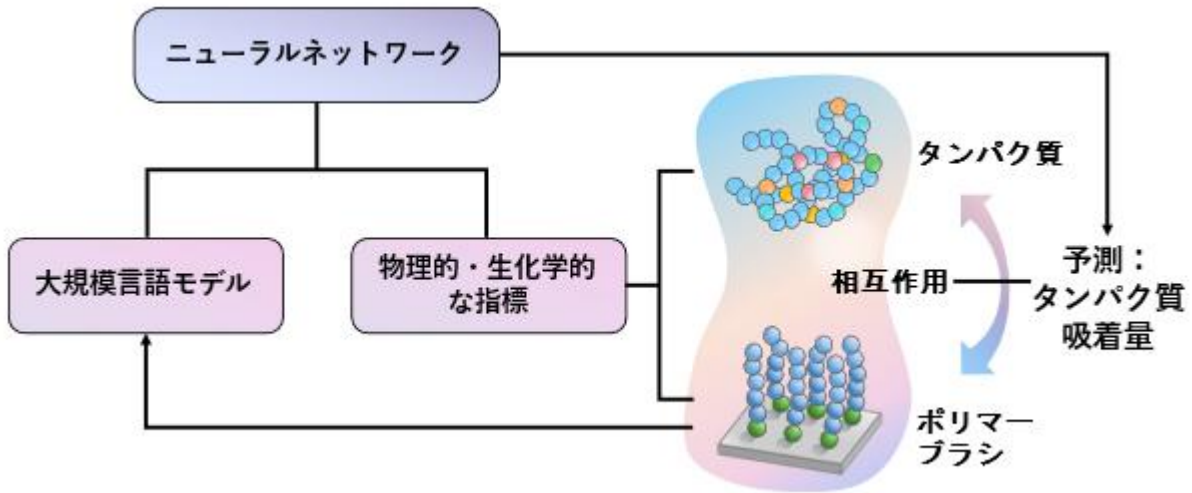 ニューラルネットワーク
大規模言語モデル
物理的・生化学的
な指標
タンパク質
相互作用
予測：
タンパク質
吸着量
ポリマー
ブラシ